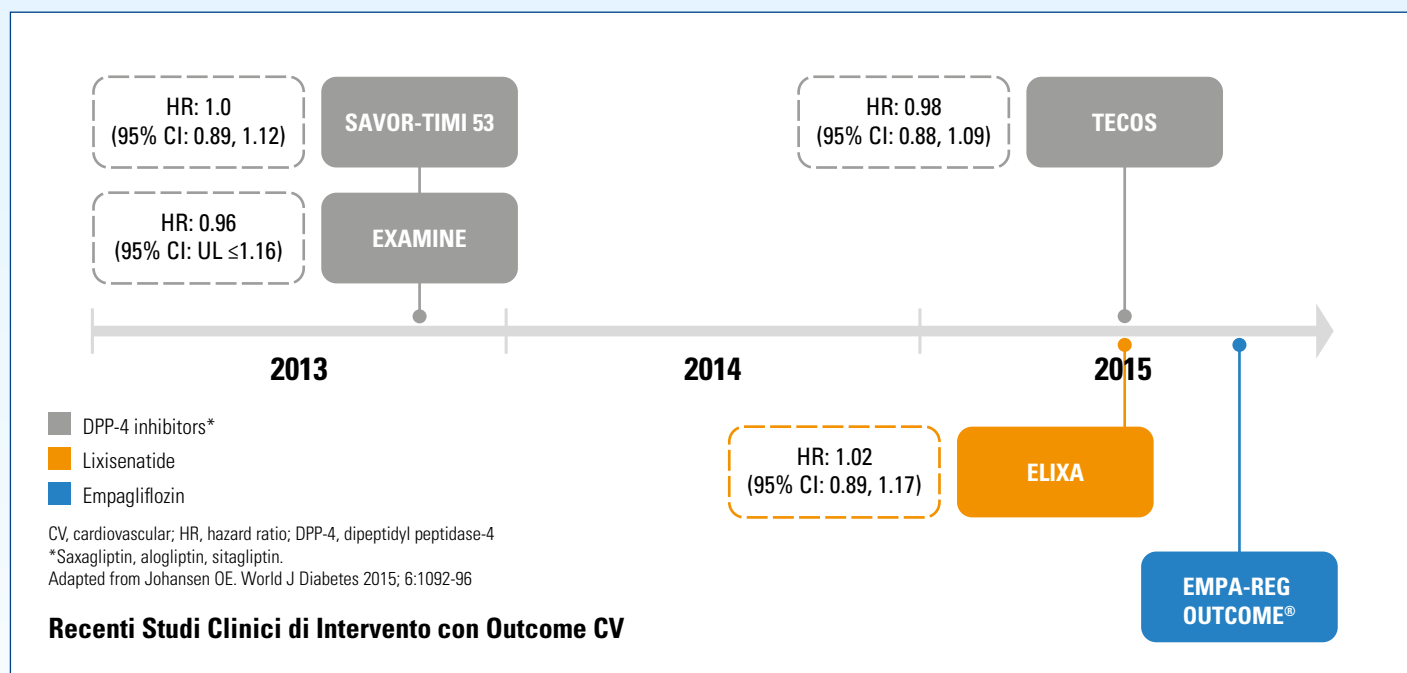 HR: 1.0
(95% CI: 0.89, 1.12)
SAVOR-TIMI 53
HR: 0.98
(95% CI: 0.88, 1.09)
TECOS
HR: 0.96
(95% CI: UL ≤1.16)
EXAMINE
2013
2014
2015
DPP-4 inhibitors*
Lixisenatide
Empagliflozin
HR: 1.02
(95% CI: 0.89, 1.17)
ELIXA
CV, cardiovascular; HR, hazard ratio; DPP-4, dipeptidyl peptidase-4
*Saxagliptin, alogliptin, sitagliptin.
Adapted from Johansen OE. World J Diabetes 2015; 6:1092-96
EMPA-REG
OUTCOME®
Recenti Studi Clinici di Intervento con Outcome CV